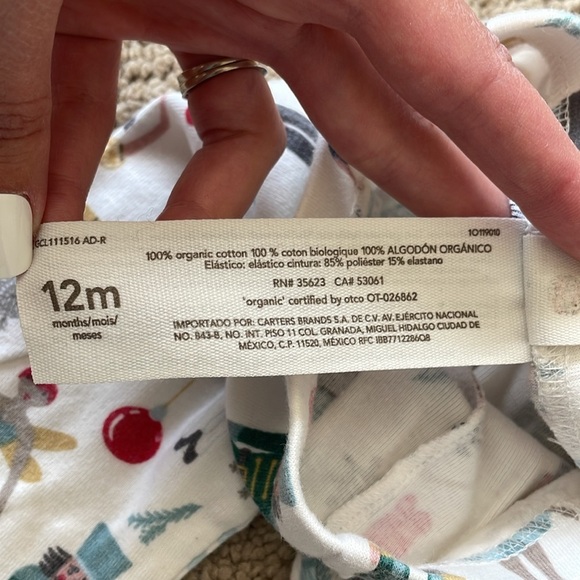 CL111516 AD-R
1O119010
100% organic cotton 100 % coton biologique 100% ALGODÓN ORGÁNICO
Elástico: elástico cintura: 85% poliéster 15% elastano
RN# 35623 CA# 53061
'organic' certified by otco OT-026862
12m
months/mois/
meses
IMPORTADO POR: CARTERS BRANDS S.A. DE C.V. AV. EJÉRCITO NACIONAL
NO. 843-B, NO. INT. PISO 11 COL. GRANADA, MIGUEL HIDALGO CIUDAD DE
MÉXICO, C.P. 11520, MÉXICO RFC IBB7712286Q8